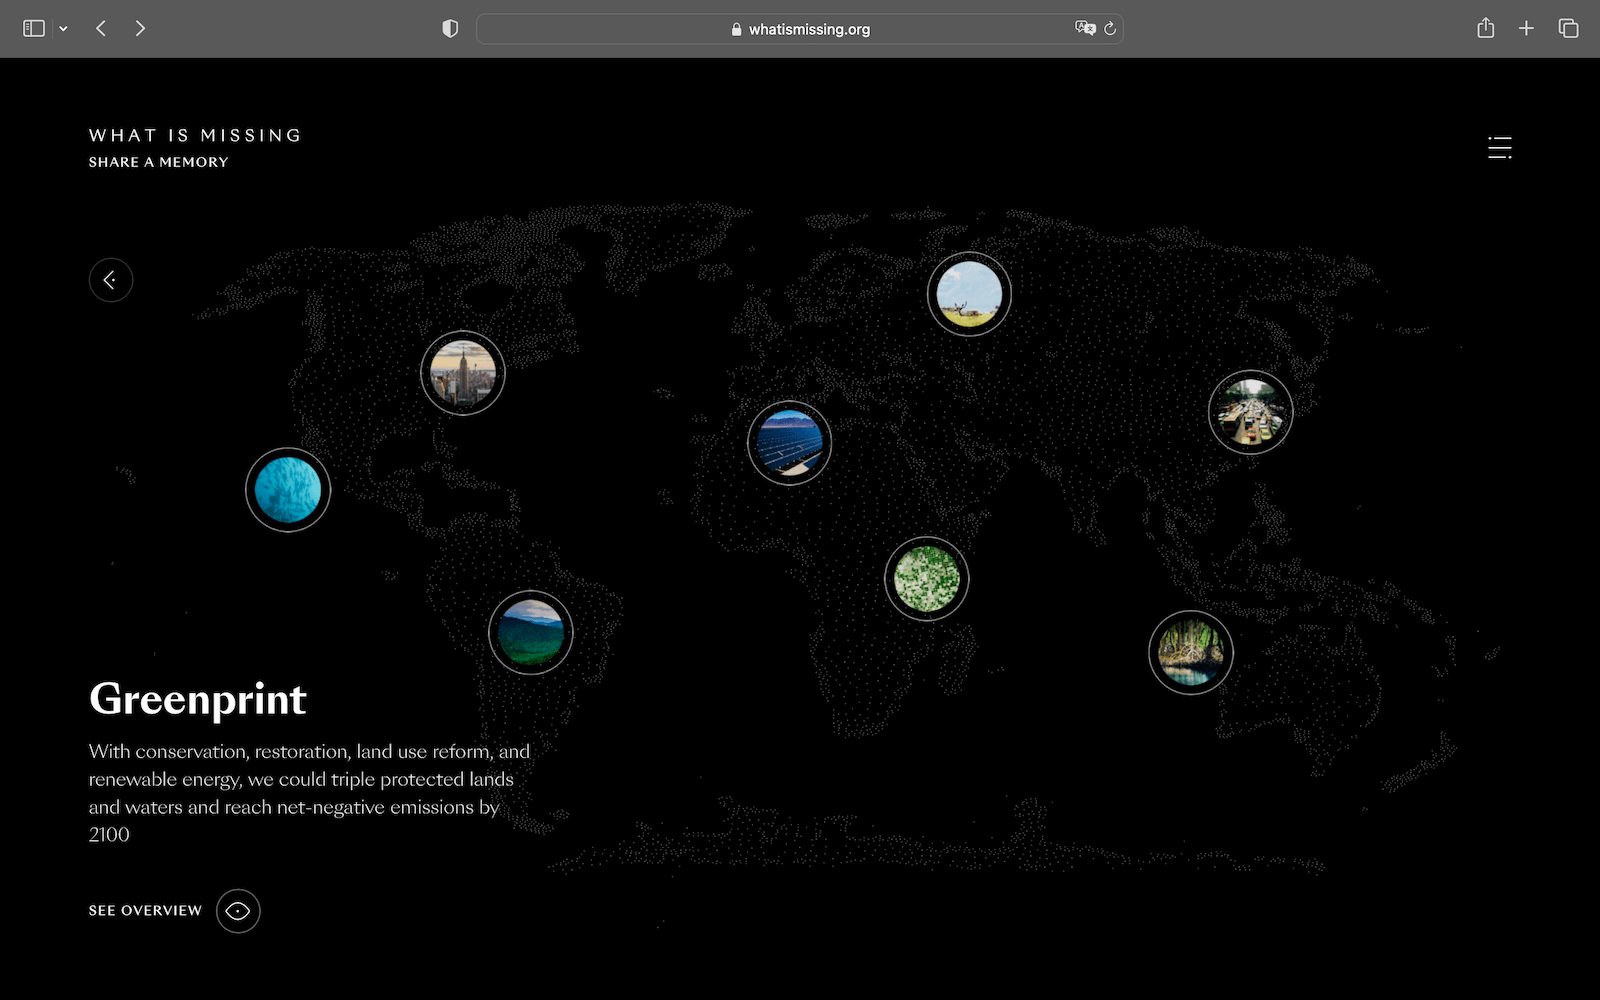 whatismissing.org
WHAT IS MISSING
SHARE A MEMORY
Greenprint
With conservation, restoration, land use reform, and
renewable energy, we could triple protected lands
and waters and reach net-negative emissions by
2100
SEE OVERVIEW